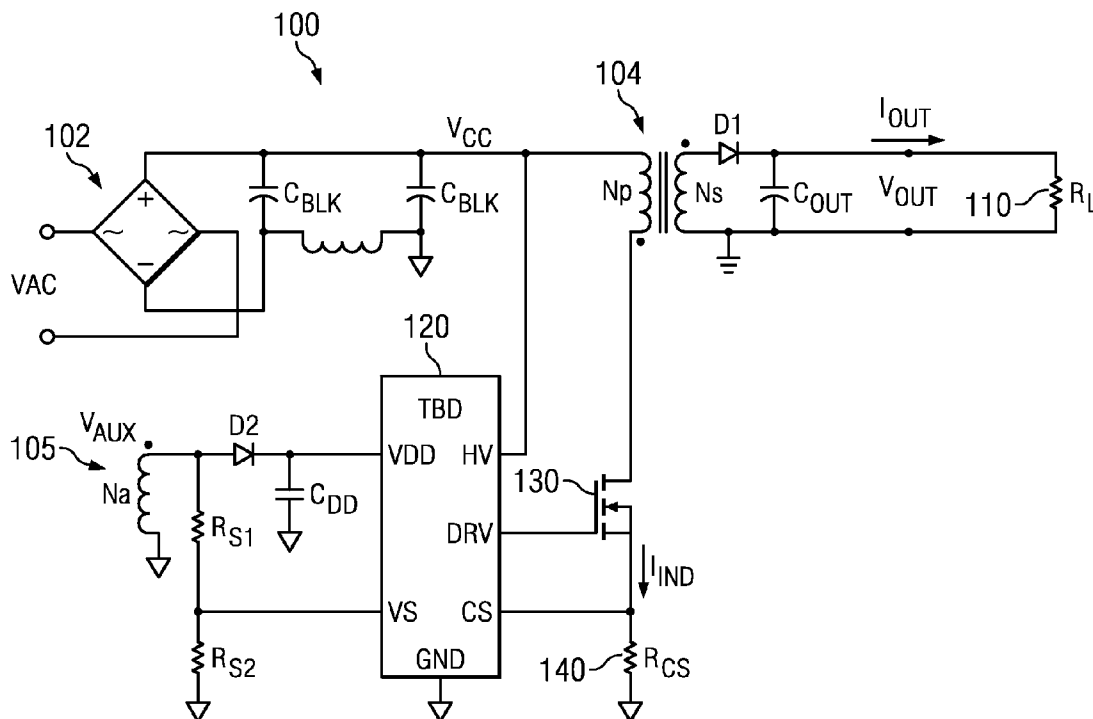 100
104
102
V_CC
D1
I_OUT
+
C_BLK
C_BLK
Np
Ns
C_OUT
V_OUT
110
R_L
~
~
−
VAC
120
TBD
V_AUX
D2
105
VDD
HV
130
Na
C_DD
R_S1
DRV
I_IND
VS
CS
R_S2
GND
140
R_CS